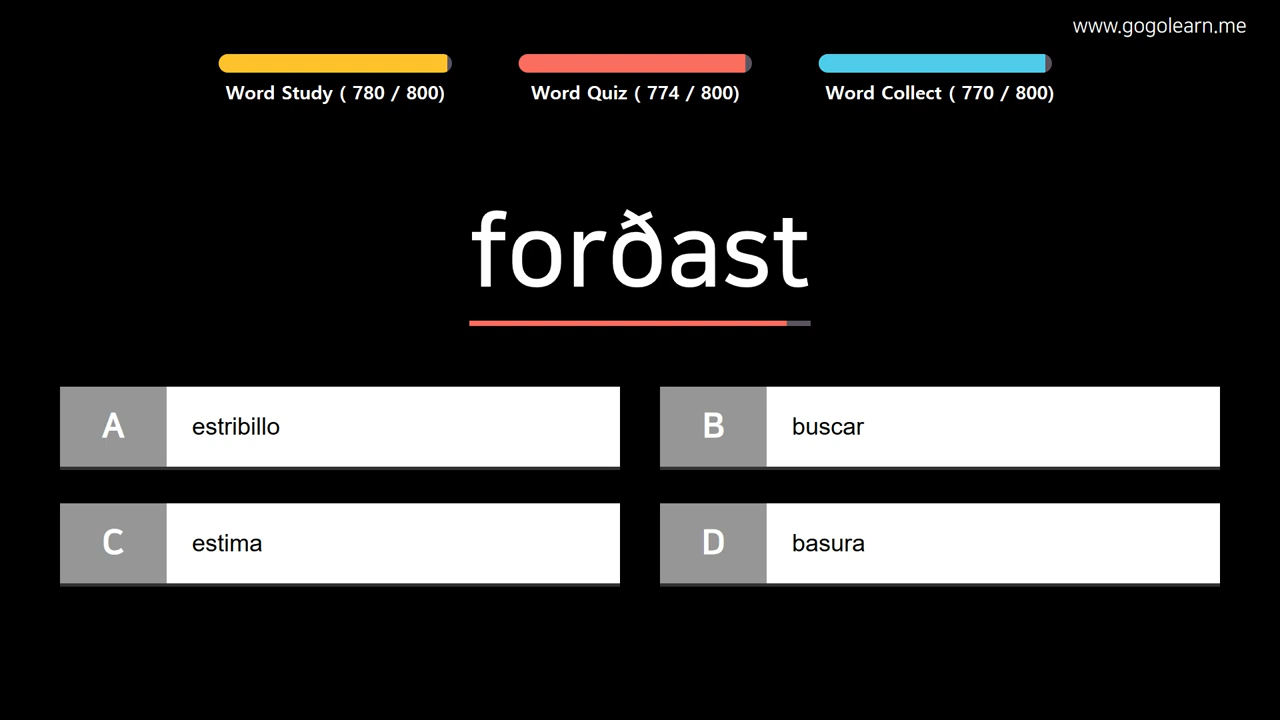 www.gogolearn.me
Word Study ( 780 / 800)
Word Quiz ( 774 / 800)
Word Collect ( 770 / 800)
forðast
A estribillo
B buscar
C estima
D basura